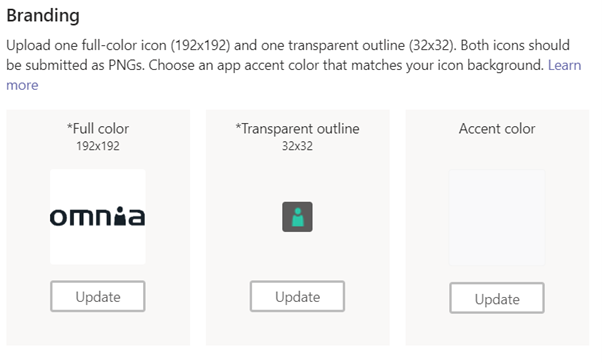 Branding
Upload one full-color icon (192x192) and one transparent outline (32x32). Both icons should
be submitted as PNGs. Choose an app accent color that matches your icon background. Learn
more
*Full color
192x192
omnia
Update
*Transparent outline
32x32
Update
Accent color
Update